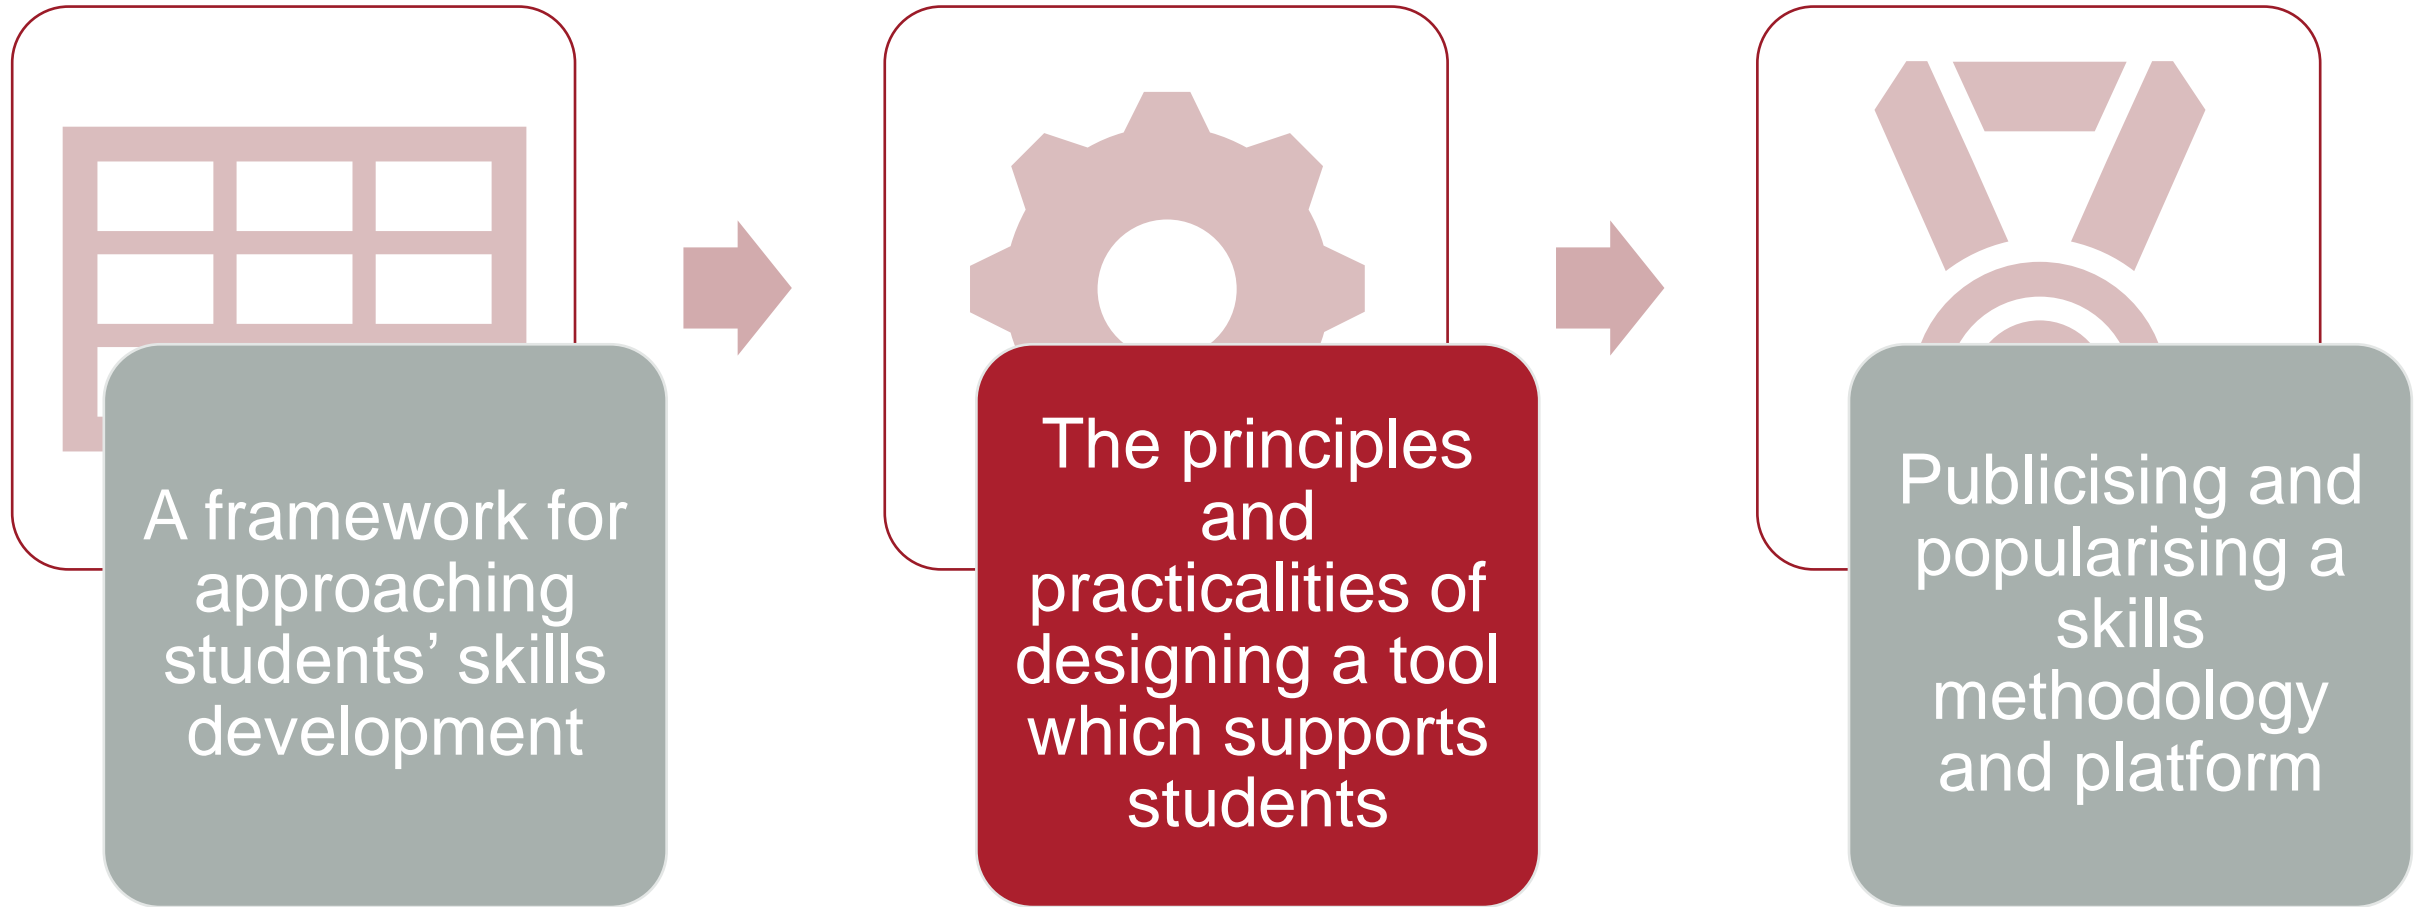 A framework for
approaching
students’ skills
development
The principles
and
practicalities of
designing a tool
which supports
students
Publicising and
popularising a
skills
methodology
and platform